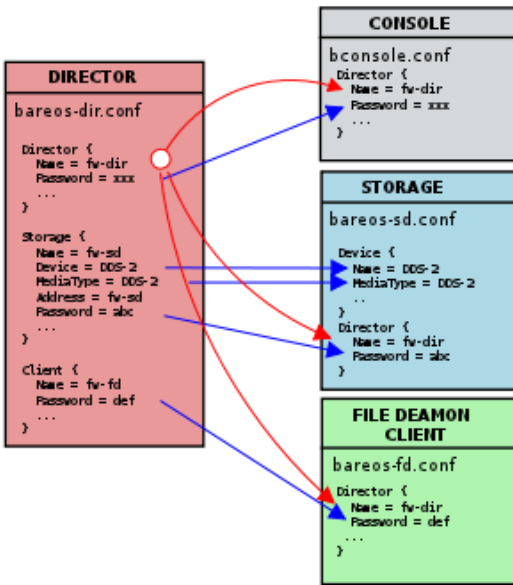 DIRECTOR
bareos-dir.conf
Director {
Name = fw-dir
Password = xxx
...
}
Storage {
Name = fw-sd
Device = DDS-2
MediaType = DDS-2
Address = fw-sd
Password = abc
...
}
Client {
Name = fw-fd
Password = def
...
}
CONSOLE
bconsole.conf
Director {
Name = fw-dir
Password = xxx
...
}
STORAGE
bareos-sd.conf
Device {
Name = DDS-2
MediaType = DDS-2
..
}
Director {
Name = fw-dir
Password = abc
}
FILE DEAMON
CLIENT
bareos-fd.conf
Director {
Name = fw-dir
Password = def
...
}